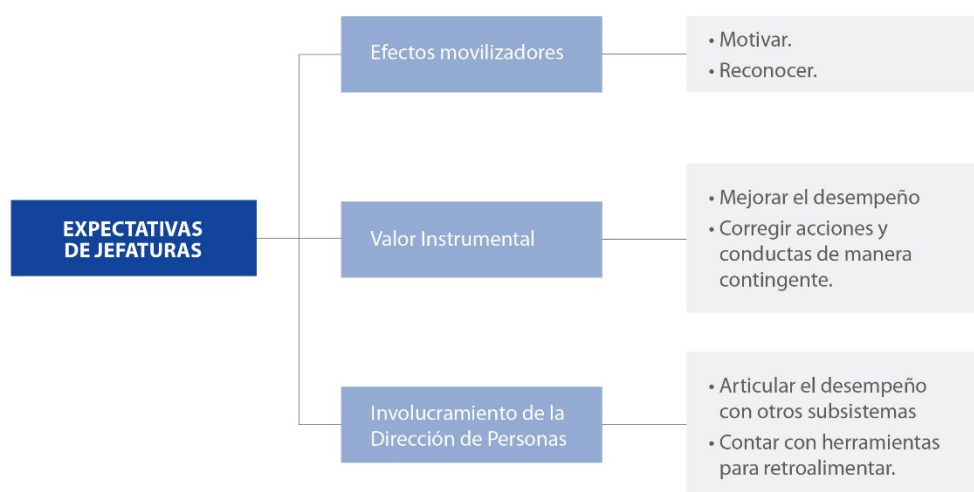 Efectos movilizadores
• Motivar.
• Reconocer.
EXPECTATIVAS
DE JEFATURAS
Valor Instrumental
• Mejorar el desempeño
• Corregir acciones y
conductas de manera
contingente.
Involucramiento de la
Dirección de Personas
• Articular el desempeño
con otros subsistemas
• Contar con herramientas
para retroalimentar.